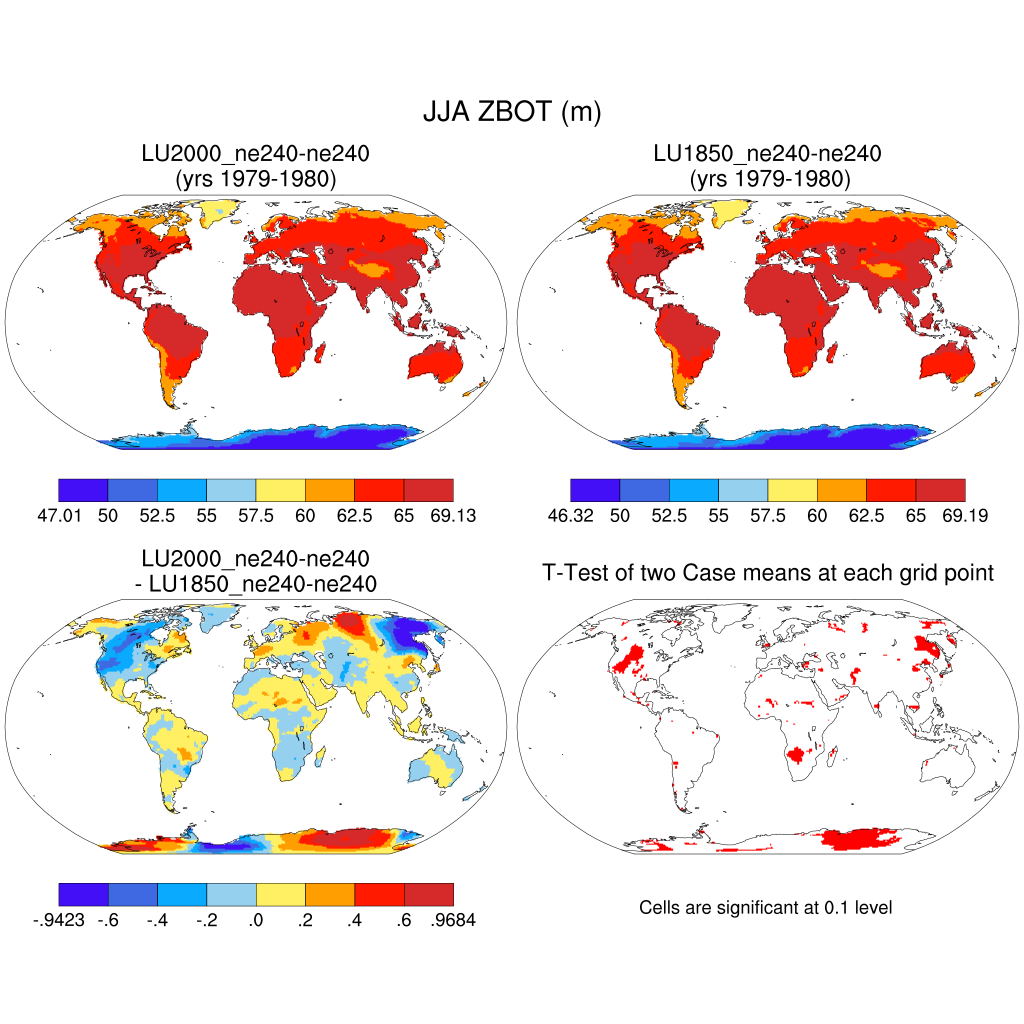 JJA ZBOT (m)
LU2000_ne240-ne240
(yrs 1979-1980)
LU1850_ne240-ne240
(yrs 1979-1980)
47.01 50 52.5 55 57.5 60 62.5 65 69.13
46.32 50 52.5 55 57.5 60 62.5 65 69.19
LU2000_ne240-ne240
- LU1850_ne240-ne240
T-Test of two Case means at each grid point
-.9423 -.6 -.4 -.2 .0 .2 .4 .6 .9684
Cells are significant at 0.1 level